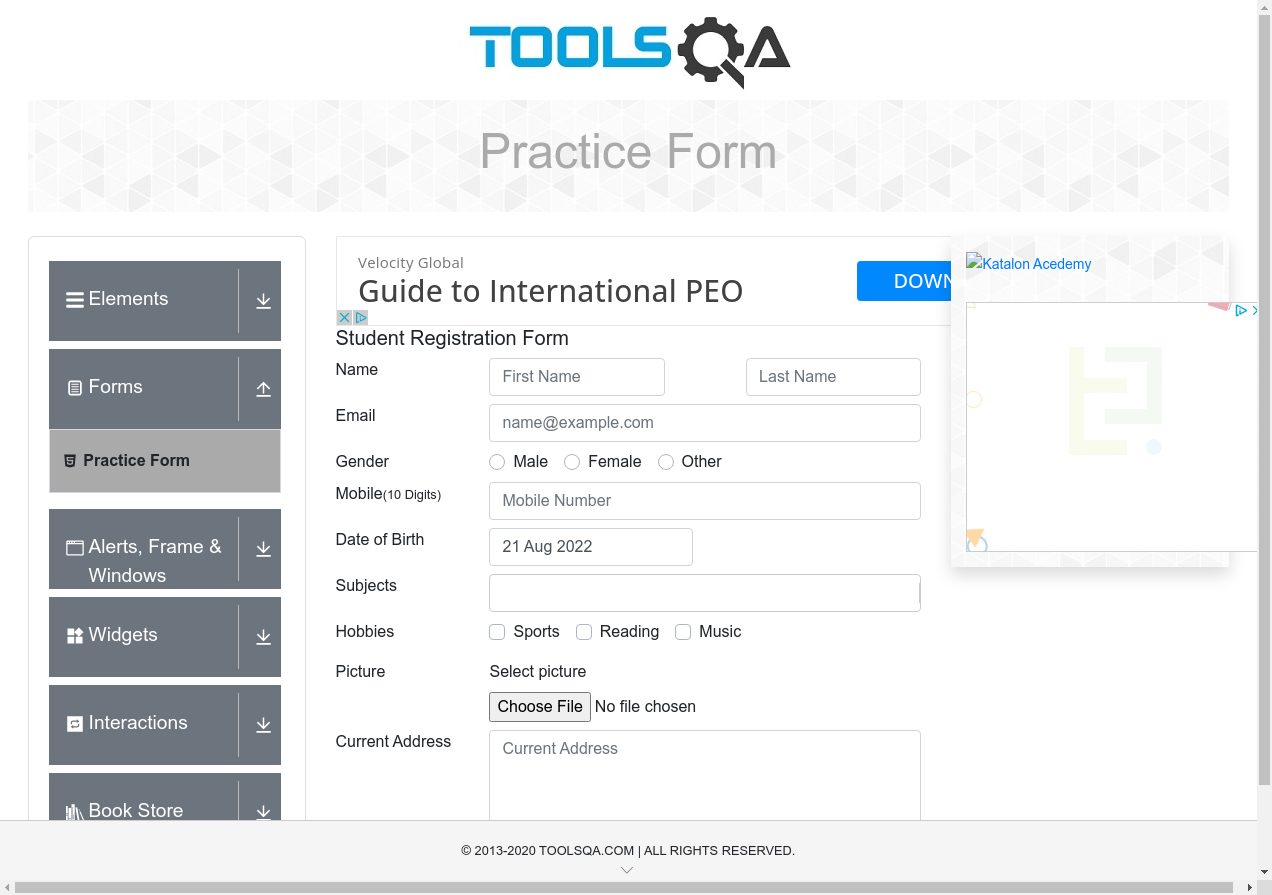 TOOLSQA
Practice Form
Elements
Forms
Practice Form
Alerts, Frame &
Windows
Widgets
Interactions
Book Store
Velocity Global
Guide to International PEO
DOWN
Student Registration Form
Name
First Name
Last Name
Email
name@example.com
Gender
Male
Female
Other
Mobile(10 Digits)
Mobile Number
Date of Birth
21 Aug 2022
Subjects
Hobbies
Sports
Reading
Music
Picture
Select picture
Choose File No file chosen
Current Address
Current Address
Katalon Acedemy
© 2013-2020 TOOLSQA.COM | ALL RIGHTS RESERVED.